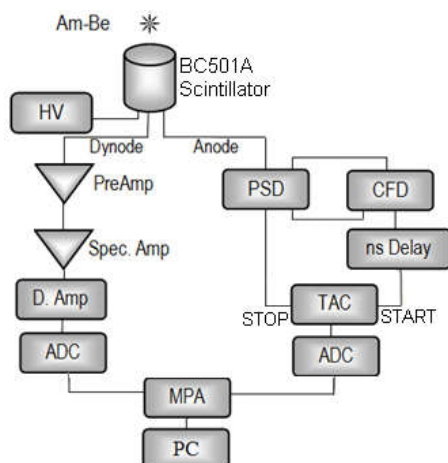 Am-Be
BC501A
Scintillator
HV
Dynode
Anode
PreAmp
PSD
CFD
Spec. Amp
ns Delay
D. Amp
TAC
STOP
START
ADC
ADC
MPA
PC